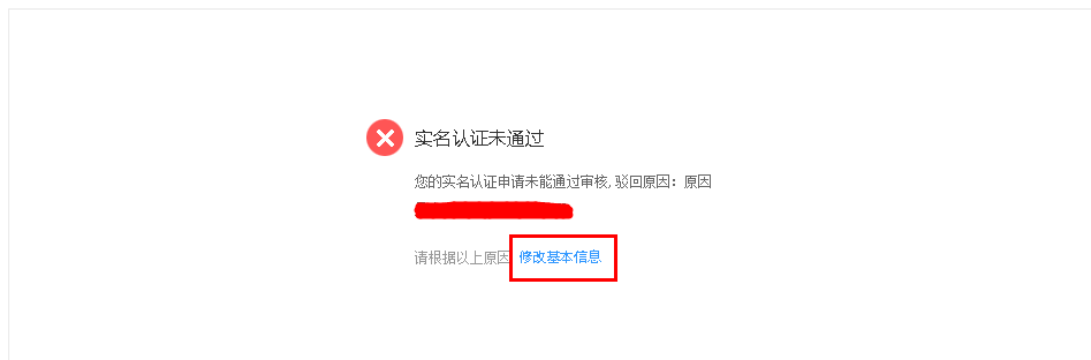 实名认证未通过
您的实名认证申请未能通过审核,驳回原因：原因
请根据以上原因 修改基本信息